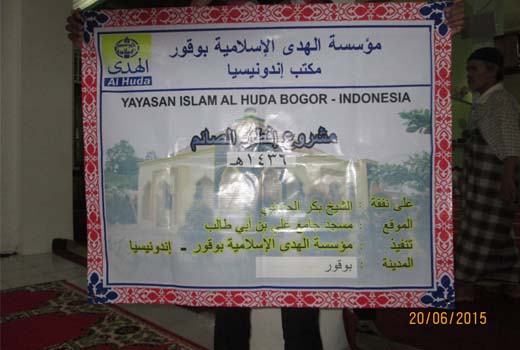 مؤسسة الهدى الإسلامية بوقور
مكتب إندونيسيا
الهدى
Al Huda
YAYASAN ISLAM AL HUDA BOGOR - INDONESIA
مشروع إفطار الصائم
١٤٣٦هـ
على نفقة : الشيخ بكر
الموقع : مسجد جامع علي بن أبي طالب
تنفيذ : مؤسسة الهدى الإسلامية بوقور - إندونيسيا
المدينة : بوقور
20/06/2015